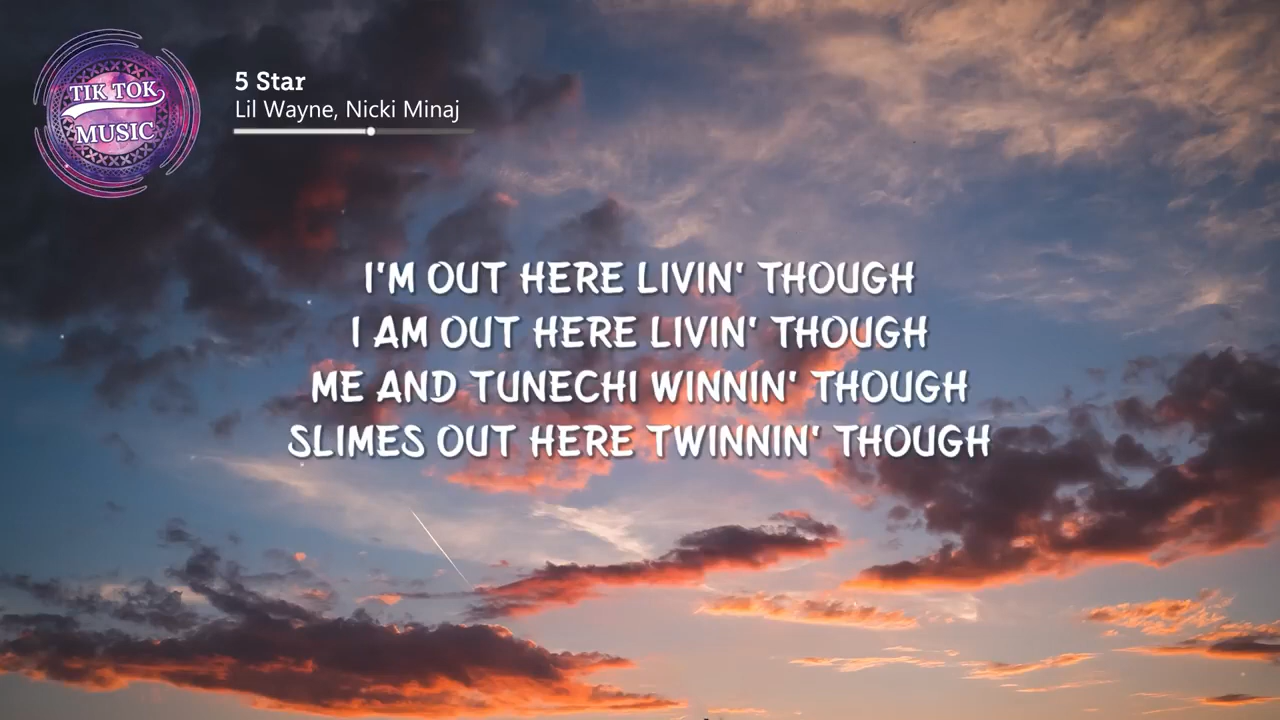 TIK TOK
MUSIC
5 Star
Lil Wayne, Nicki Minaj
I'M OUT HERE LIVIN' THOUGH
I AM OUT HERE LIVIN' THOUGH
ME AND TUNECHI WINNIN' THOUGH
SLIMES OUT HERE TWINNIN' THOUGH